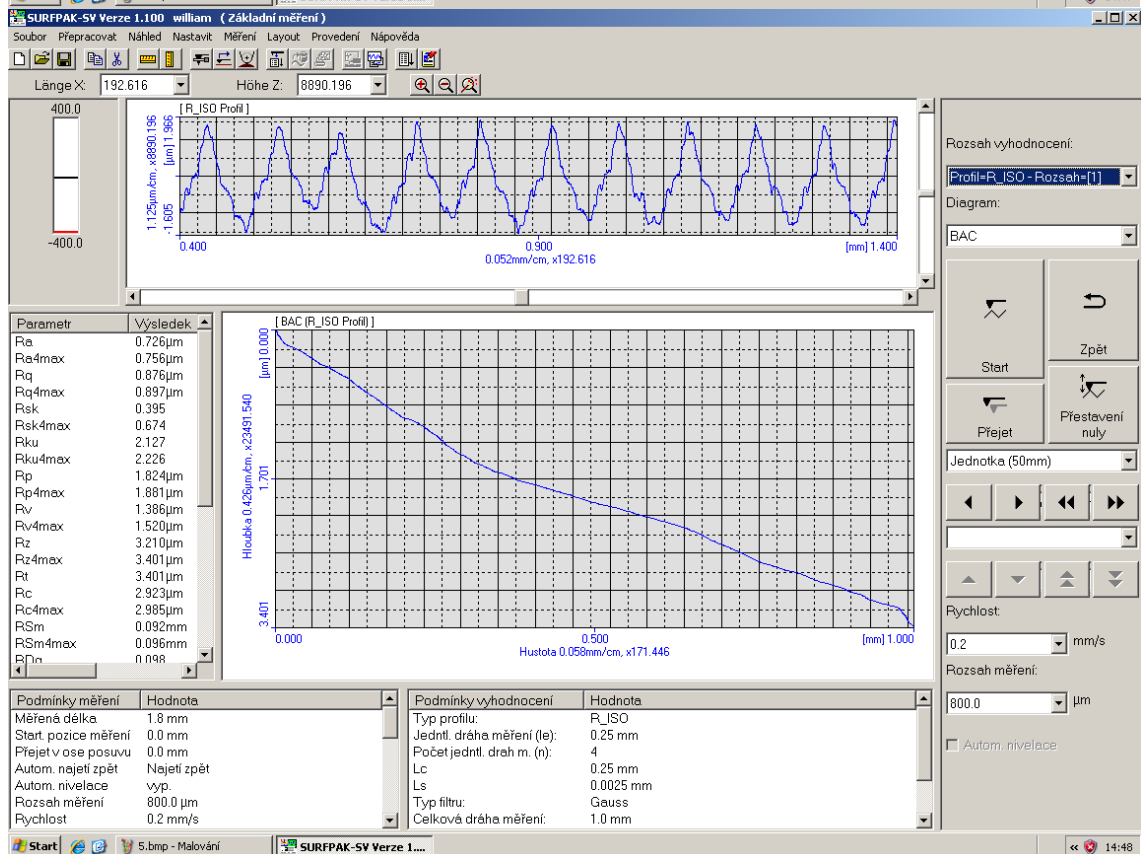 SURFPAK-SV Verze 1.100 william ( Základní měření )
Soubor Přepracovat Náhled Nastavit Měření Layout Provedení Nápověda
Länge X: 192.616 Höhe Z: 8890.196
400.0
-400.0
[ R_ISO Profil ]
1.125µm/cm, x8890.196
-1.605 [µm] 1.966
0.400 0.900 [mm] 1.400
0.052mm/cm, x192.616
Rozsah vyhodnocení:
Profil=R_ISO - Rozsah=[1]
Diagram:
BAC
Start
Zpět
Přejet
Přestavení nuly
Jednotka (50mm)
Rychlost:
0.2 mm/s
Rozsah měření:
800.0 µm
Autom. nivelace
Parametr Výsledek
Ra 0.726µm
Ra4max 0.756µm
Rq 0.876µm
Rq4max 0.897µm
Rsk 0.395
Rsk4max 0.674
Rku 2.127
Rku4max 2.226
Rp 1.824µm
Rp4max 1.881µm
Rv 1.386µm
Rv4max 1.520µm
Rz 3.210µm
Rz4max 3.401µm
Rt 3.401µm
Rc 2.923µm
Rc4max 2.985µm
RSm 0.092mm
RSm4max 0.096mm
RDq 0.098
[ BAC (R_ISO Profil) ]
Hloubka 0.426µm/cm, x23491.540
3.401 1.701 [µm] 0.000
0.000 0.500 [mm] 1.000
Hustota 0.058mm/cm, x171.446
Podmínky měření Hodnota
Měřená délka 1.8 mm
Start. pozice měření 0.0 mm
Přejet v ose posuvu 0.0 mm
Autom. najetí zpět Najetí zpět
Autom. nivelace vyp.
Rozsah měření 800.0 µm
Rychlost 0.2 mm/s
Podmínky vyhodnocení Hodnota
Typ profilu: R_ISO
Jedntl. dráha měření (le): 0.25 mm
Počet jedntl. drah m. (n): 4
Lc 0.25 mm
Ls 0.0025 mm
Typ filtru: Gauss
Celková dráha měření: 1.0 mm
Start 5.bmp - Malování SURFPAK-SV Verze 1.... « 14:48